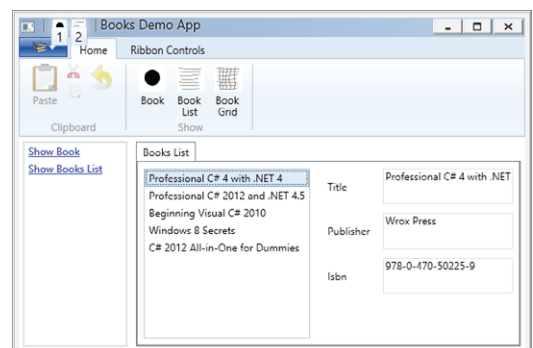 Books Demo App
1 2
Home Ribbon Controls
Paste Book Book List Book Grid
Clipboard Show
Show Book
Show Books List
Books List
Professional C# 4 with .NET 4
Professional C# 2012 and .NET 4.5
Beginning Visual C# 2010
Windows 8 Secrets
C# 2012 All-in-One for Dummies
Title Professional C# 4 with .NET
Publisher Wrox Press
Isbn 978-0-470-50225-9